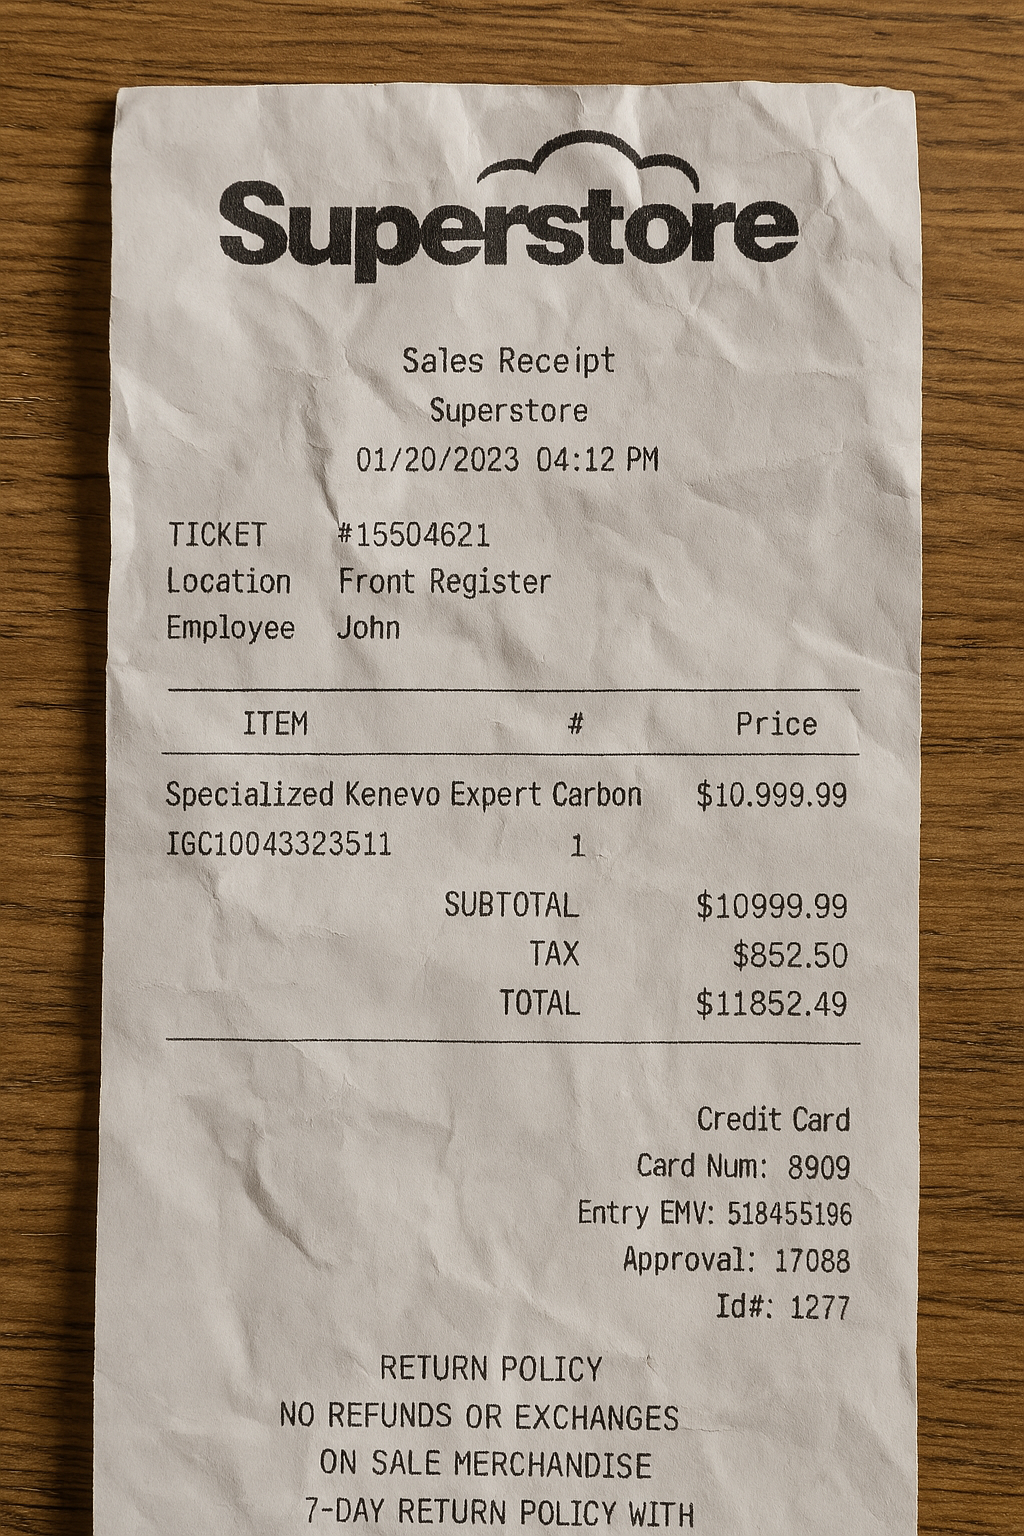 Superstore
Sales Receipt
Superstore
01/20/2023 04:12 PM
TICKET #15504621
Location Front Register
Employee John
ITEM # Price
Specialized Kenevo Expert Carbon $10.999.99
IGC10043323511 1
SUBTOTAL $10999.99
TAX $852.50
TOTAL $11852.49
Credit Card
Card Num: 8909
Entry EMV: 518455196
Approval: 17088
Id#: 1277
RETURN POLICY
NO REFUNDS OR EXCHANGES
ON SALE MERCHANDISE
7-DAY RETURN POLICY WITH